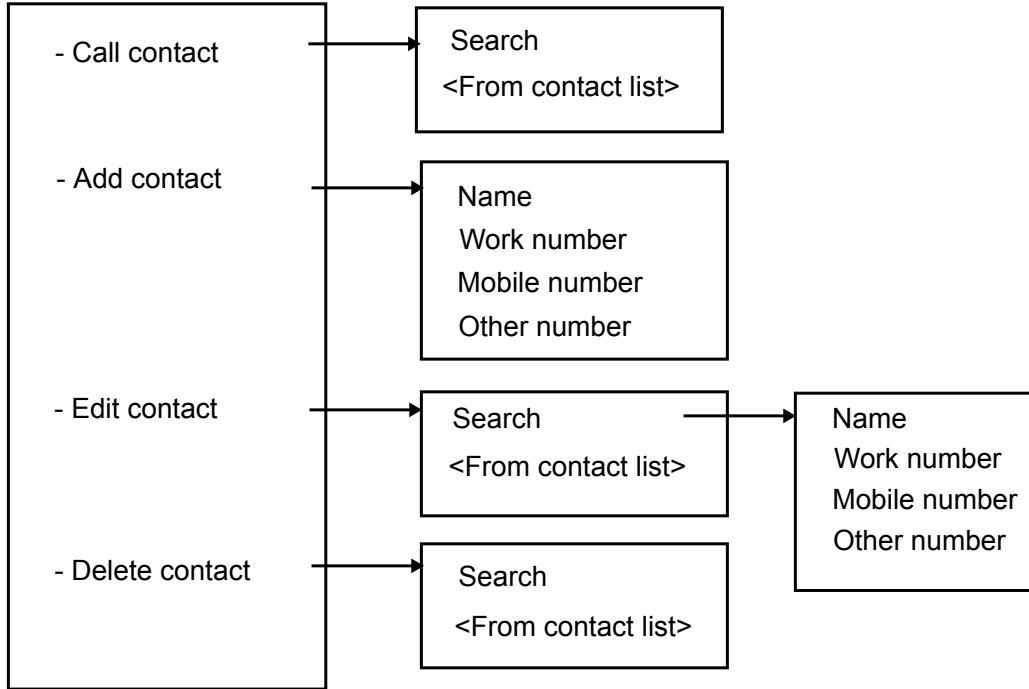 - Call contact
Search
<From contact list>
- Add contact
Name
Work number
Mobile number
Other number
- Edit contact
Search
<From contact list>
Name
Work number
Mobile number
Other number
- Delete contact
Search
<From contact list>